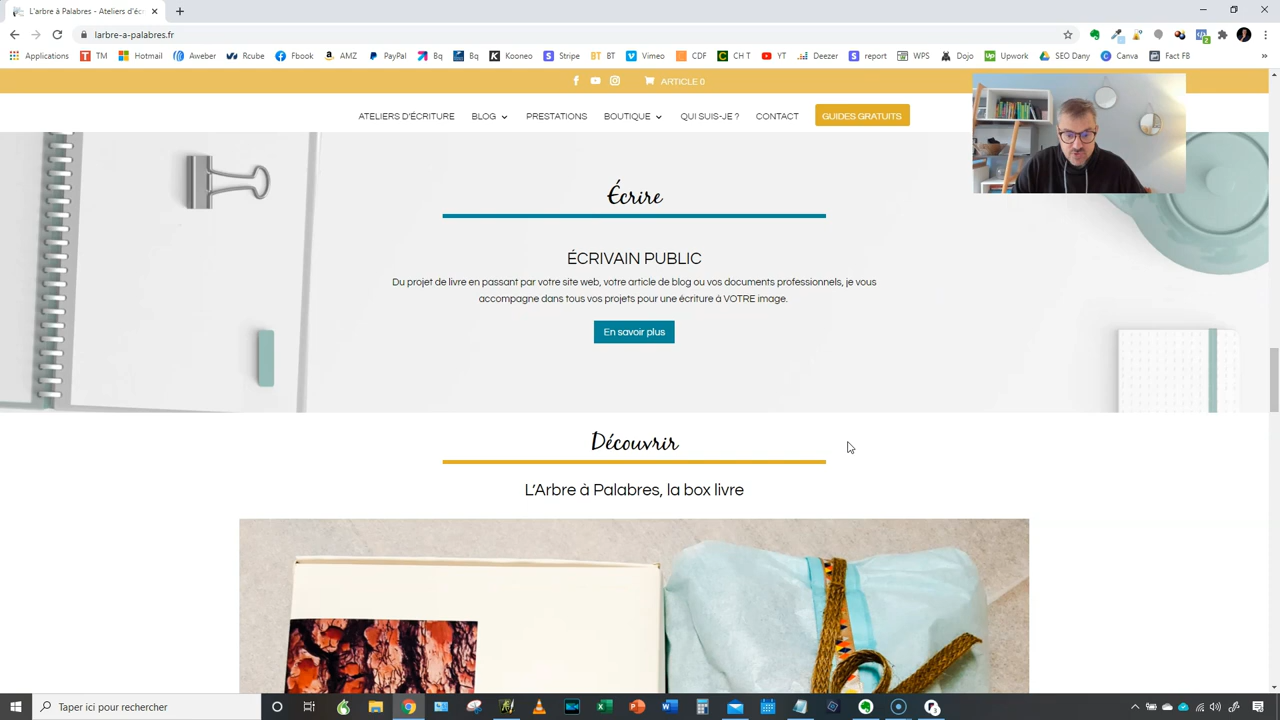 L'arbre à Palabres - Ateliers d'écr
larbre-a-palabres.fr
Applications TM Hotmail Aweber Rcube Fbook AMZ PayPal Bq Bq Kooneo Stripe BT BT Vimeo CDF CH T YT Deezer report WPS Dojo Upwork SEO Dany Canva Fact FB »
ARTICLE 0
ATELIERS D'ÉCRITURE BLOG PRESTATIONS BOUTIQUE QUI SUIS-JE ? CONTACT GUIDES GRATUITS
Écrire
ÉCRIVAIN PUBLIC
Du projet de livre en passant par votre site web, votre article de blog ou vos documents professionnels, je vous
accompagne dans tous vos projets pour une écriture à VOTRE image.
En savoir plus
Découvrir
L'Arbre à Palabres, la box livre
Taper ici pour rechercher